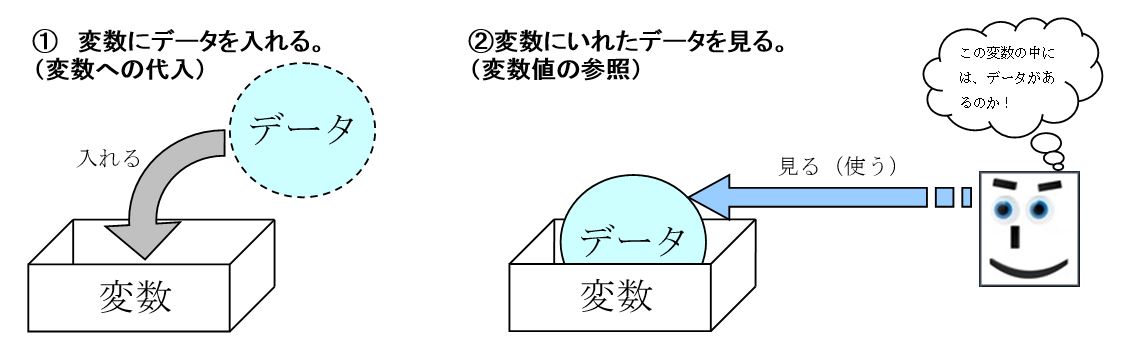 ① 変数にデータを入れる。
(変数への代入)
データ
入れる
変数
②変数にいれたデータを見る。
(変数値の参照)
この変数の中に
は、データがあ
るのか！
見る（使う）
データ
変数